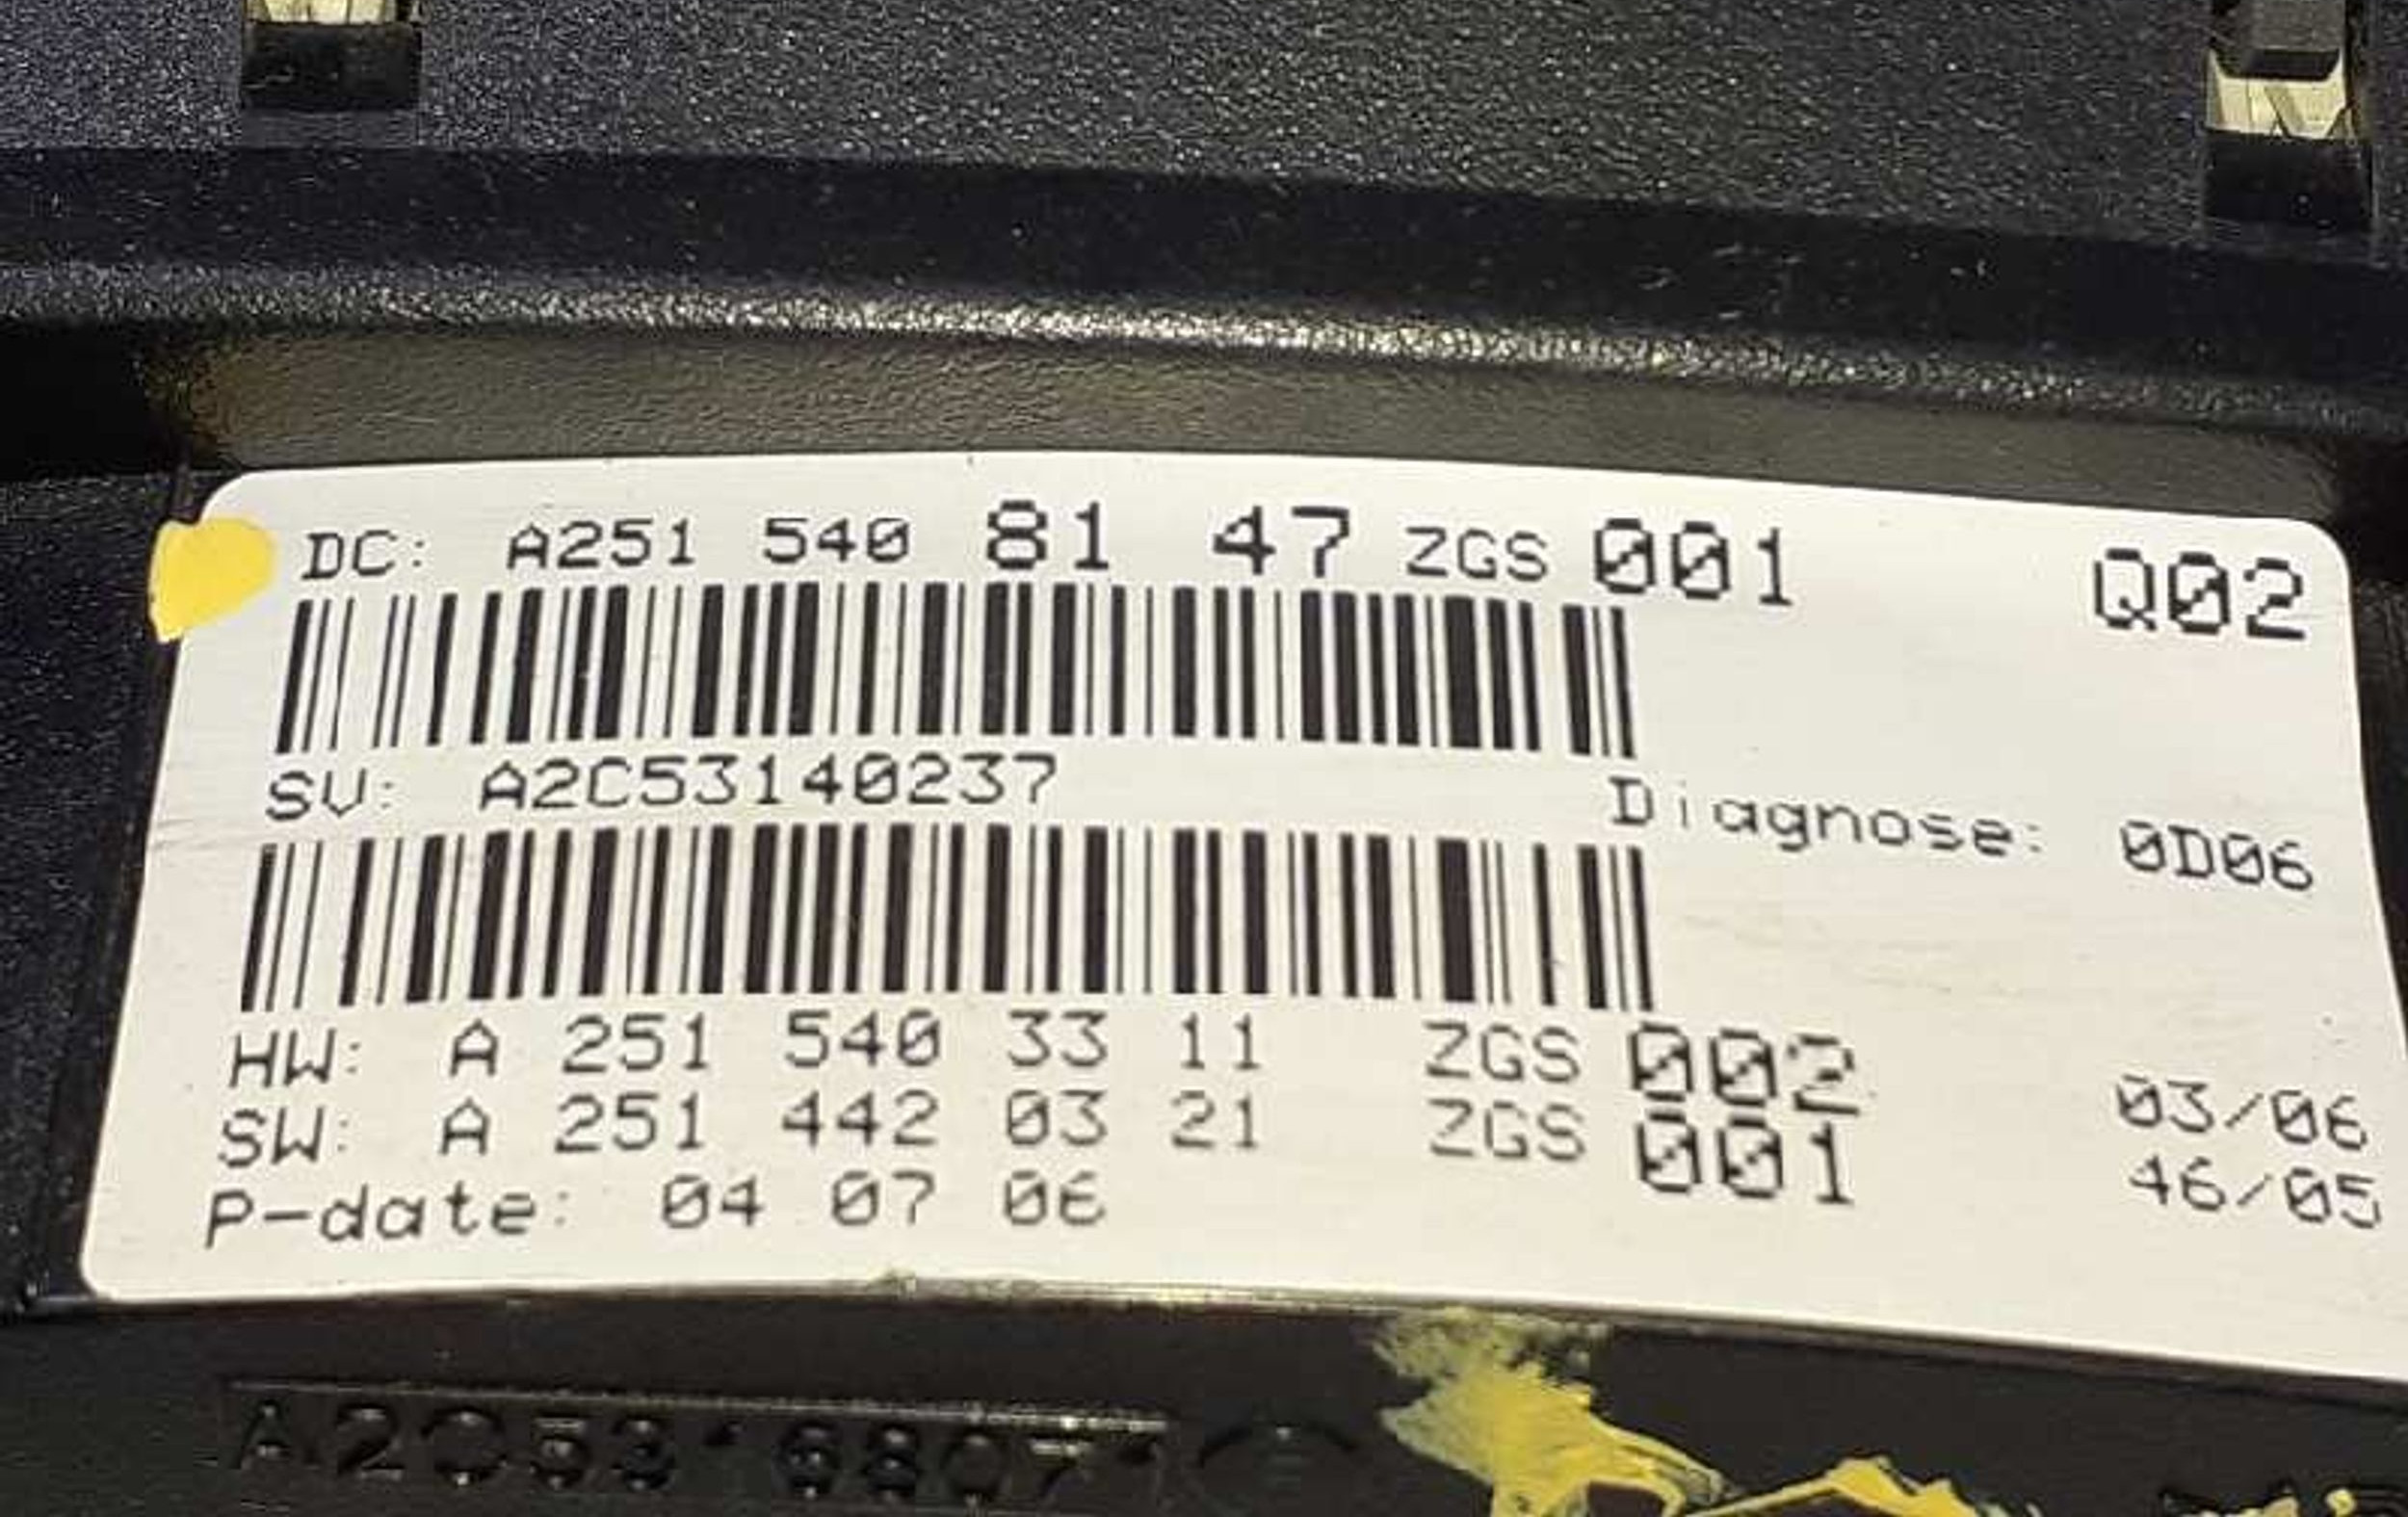 DC: A251 540 81 47 ZGS 001 Q02
SV: A2C53140237
Diagnose: 0D06
HW: A 251 540 33 11 ZGS 002 03/06
SW: A 251 442 03 21 ZGS 001 46/05
P-date: 04 07 06